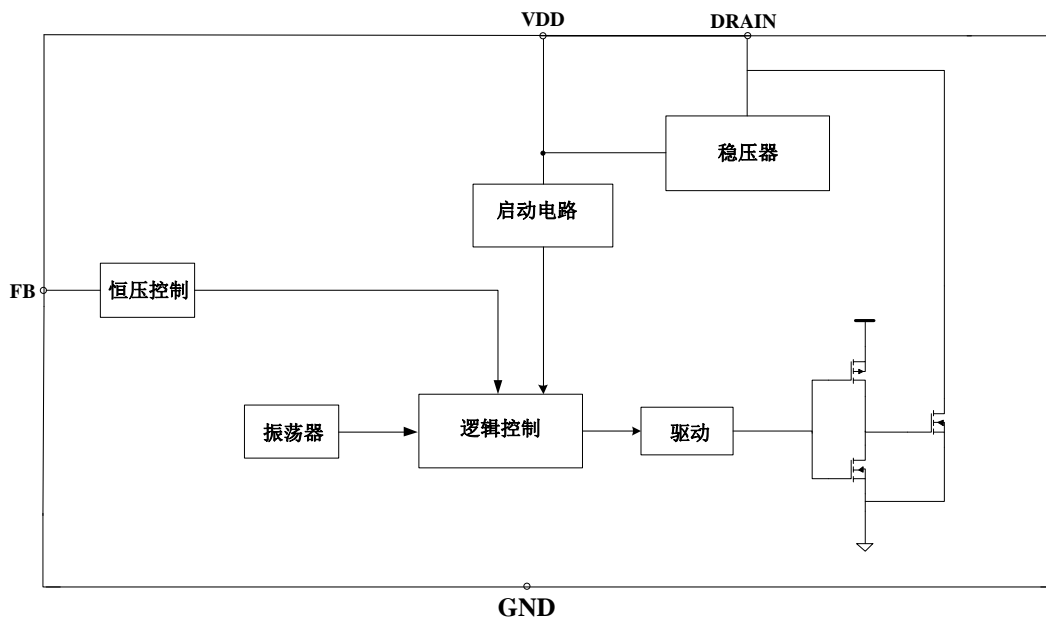 VDD
DRAIN
稳压器
启动电路
FB
恒压控制
振荡器
逻辑控制
驱动
GND